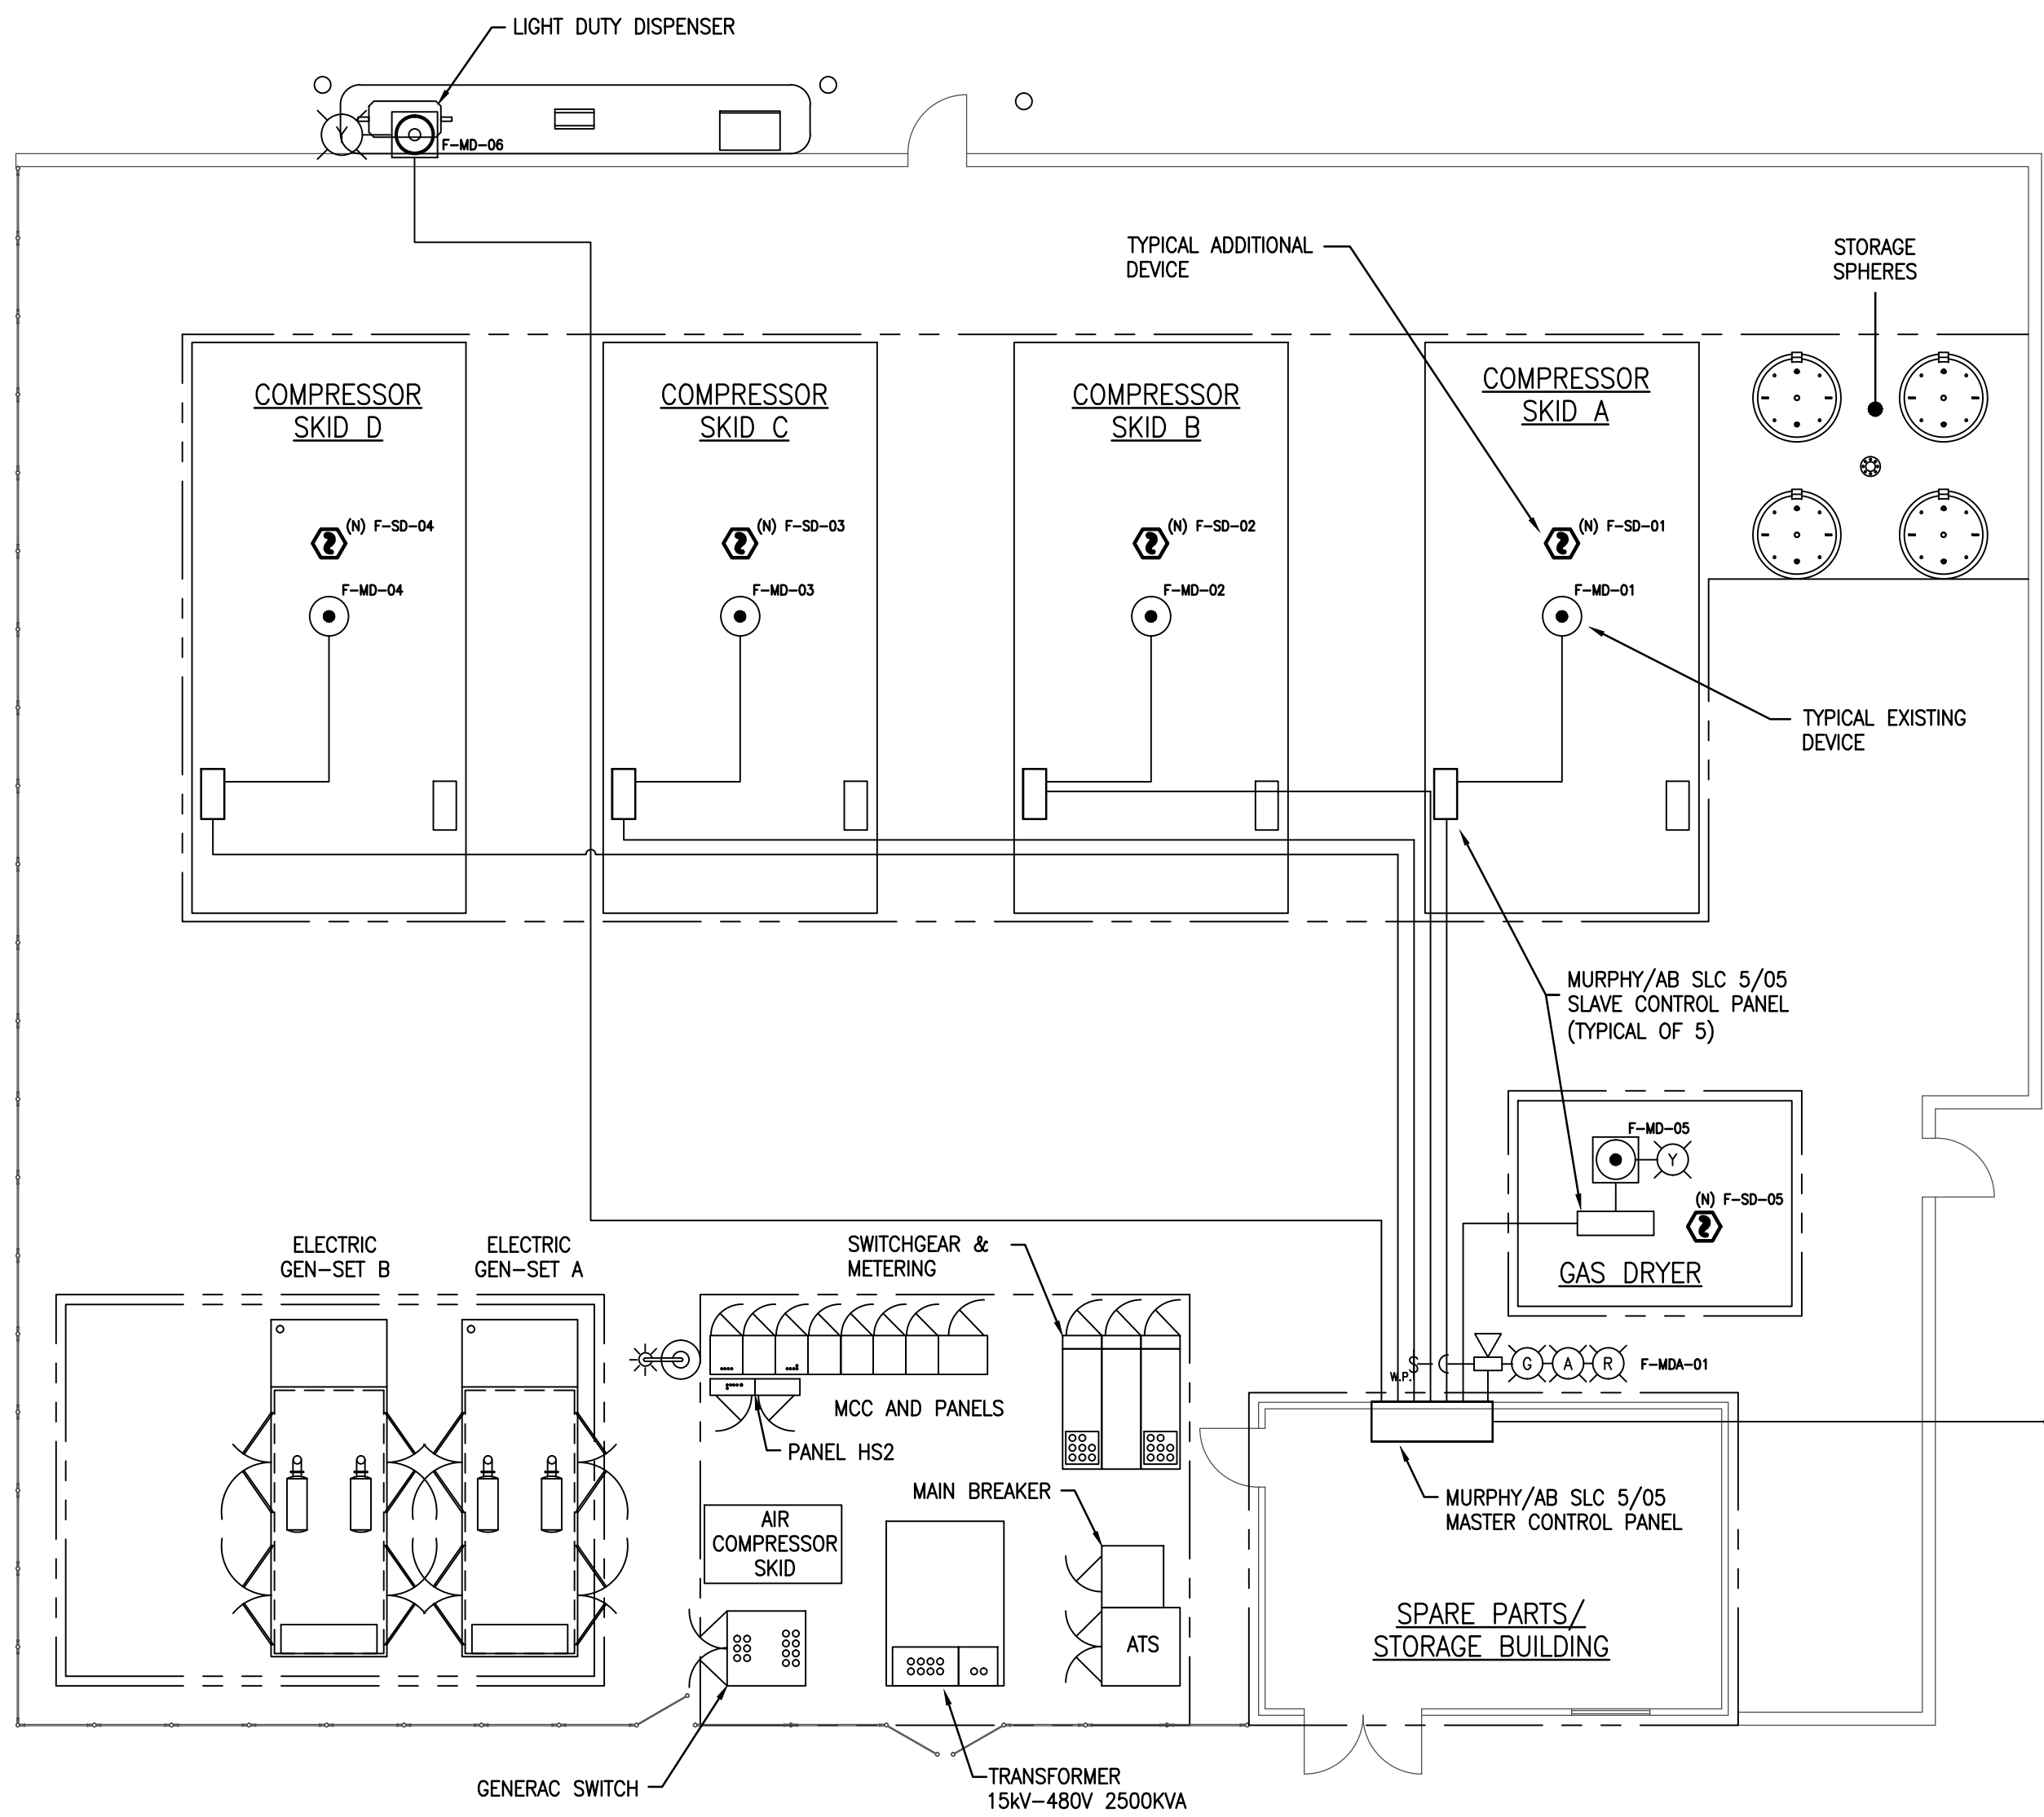 LIGHT DUTY DISPENSER
Y
F-MD-06
TYPICAL ADDITIONAL
DEVICE
STORAGE
SPHERES
COMPRESSOR
SKID D
COMPRESSOR
SKID C
COMPRESSOR
SKID B
COMPRESSOR
SKID A
(N) F-SD-04
(N) F-SD-03
(N) F-SD-02
(N) F-SD-01
F-MD-04
F-MD-03
F-MD-02
F-MD-01
TYPICAL EXISTING
DEVICE
MURPHY/AB SLC 5/05
SLAVE CONTROL PANEL
(TYPICAL OF 5)
F-MD-05
Y
(N) F-SD-05
GAS DRYER
ELECTRIC
GEN-SET B
ELECTRIC
GEN-SET A
SWITCHGEAR &
METERING
S
W.P.
G A R F-MDA-01
MCC AND PANELS
PANEL HS2
MAIN BREAKER
MURPHY/AB SLC 5/05
MASTER CONTROL PANEL
AIR
COMPRESSOR
SKID
ATS
SPARE PARTS/
STORAGE BUILDING
GENERAC SWITCH
TRANSFORMER
15kV-480V 2500KVA